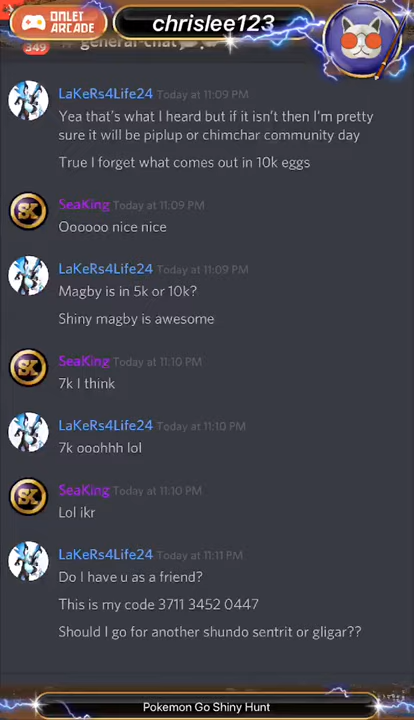 OMLET
ARCADE
chrislee123
349
general-chat
LaKeRs4Life24 Today at 11:09 PM
Yea that's what I heard but if it isn't then I'm pretty
sure it will be piplup or chimchar community day
True I forget what comes out in 10k eggs
SeaKing Today at 11:09 PM
Oooooo nice nice
LaKeRs4Life24 Today at 11:09 PM
Magby is in 5k or 10k?
Shiny magby is awesome
SeaKing Today at 11:10 PM
7k I think
LaKeRs4Life24 Today at 11:10 PM
7k ooohhh lol
SeaKing Today at 11:10 PM
Lol ikr
LaKeRs4Life24 Today at 11:11 PM
Do I have u as a friend?
This is my code 3711 3452 0447
Should I go for another shundo sentrit or gligar??
Pokemon Go Shiny Hunt